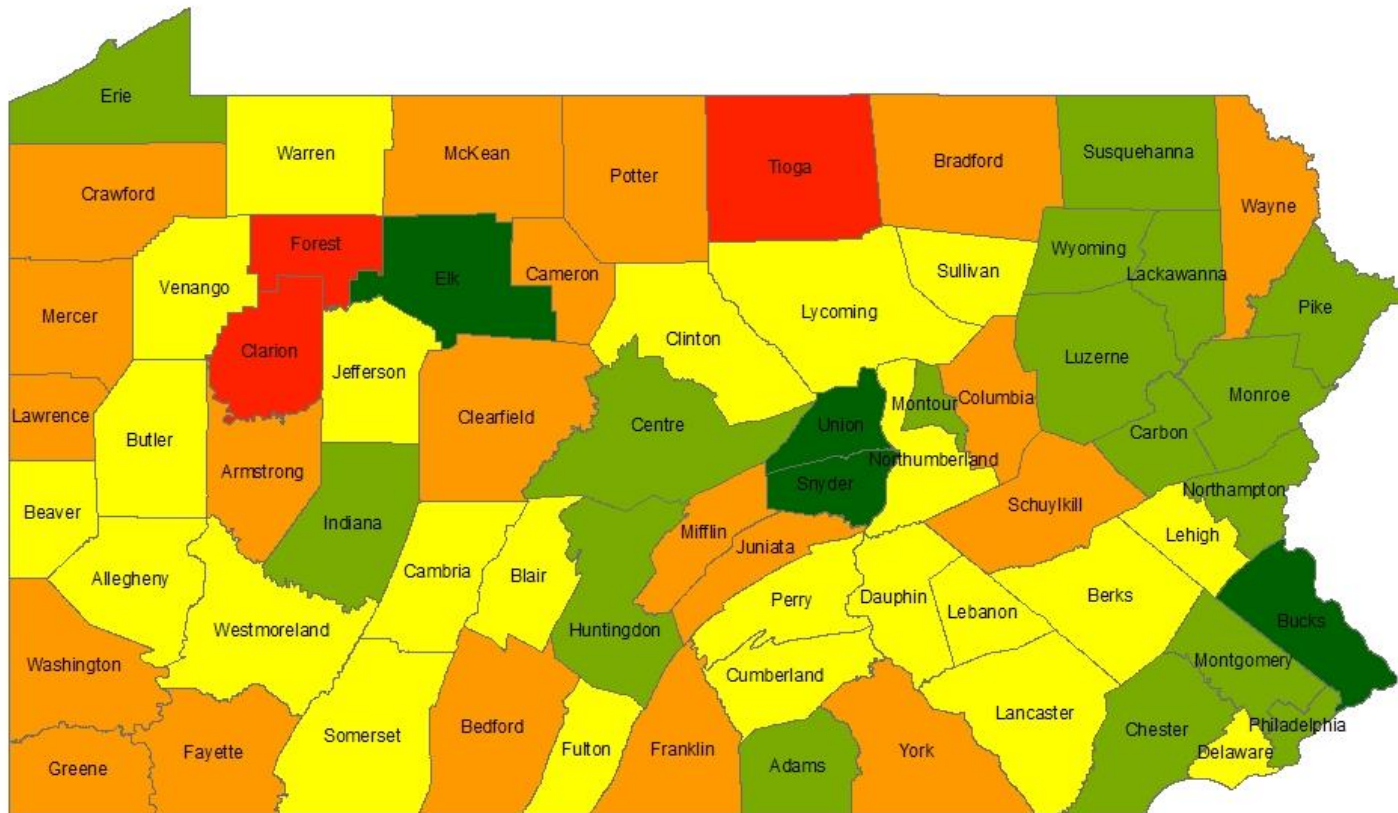 Erie
Warren
McKean
Potter
Tioga
Bradford
Susquehanna
Wayne
Crawford
Forest
Elk
Cameron
Venango
Mercer
Clarion
Jefferson
Lawrence
Butler
Armstrong
Clearfield
Clinton
Lycoming
Sullivan
Wyoming
Lackawanna
Pike
Luzerne
Monroe
Columbia
Montour
Carbon
Centre
Union
Northumberland
Snyder
Schuylkill
Northampton
Lehigh
Beaver
Indiana
Mifflin
Juniata
Allegheny
Cambria
Blair
Perry
Dauphin
Lebanon
Berks
Westmoreland
Huntingdon
Bucks
Washington
Cumberland
Montgomery
Lancaster
Chester
Philadelphia
Delaware
Somerset
Bedford
Fulton
Franklin
York
Adams
Fayette
Greene